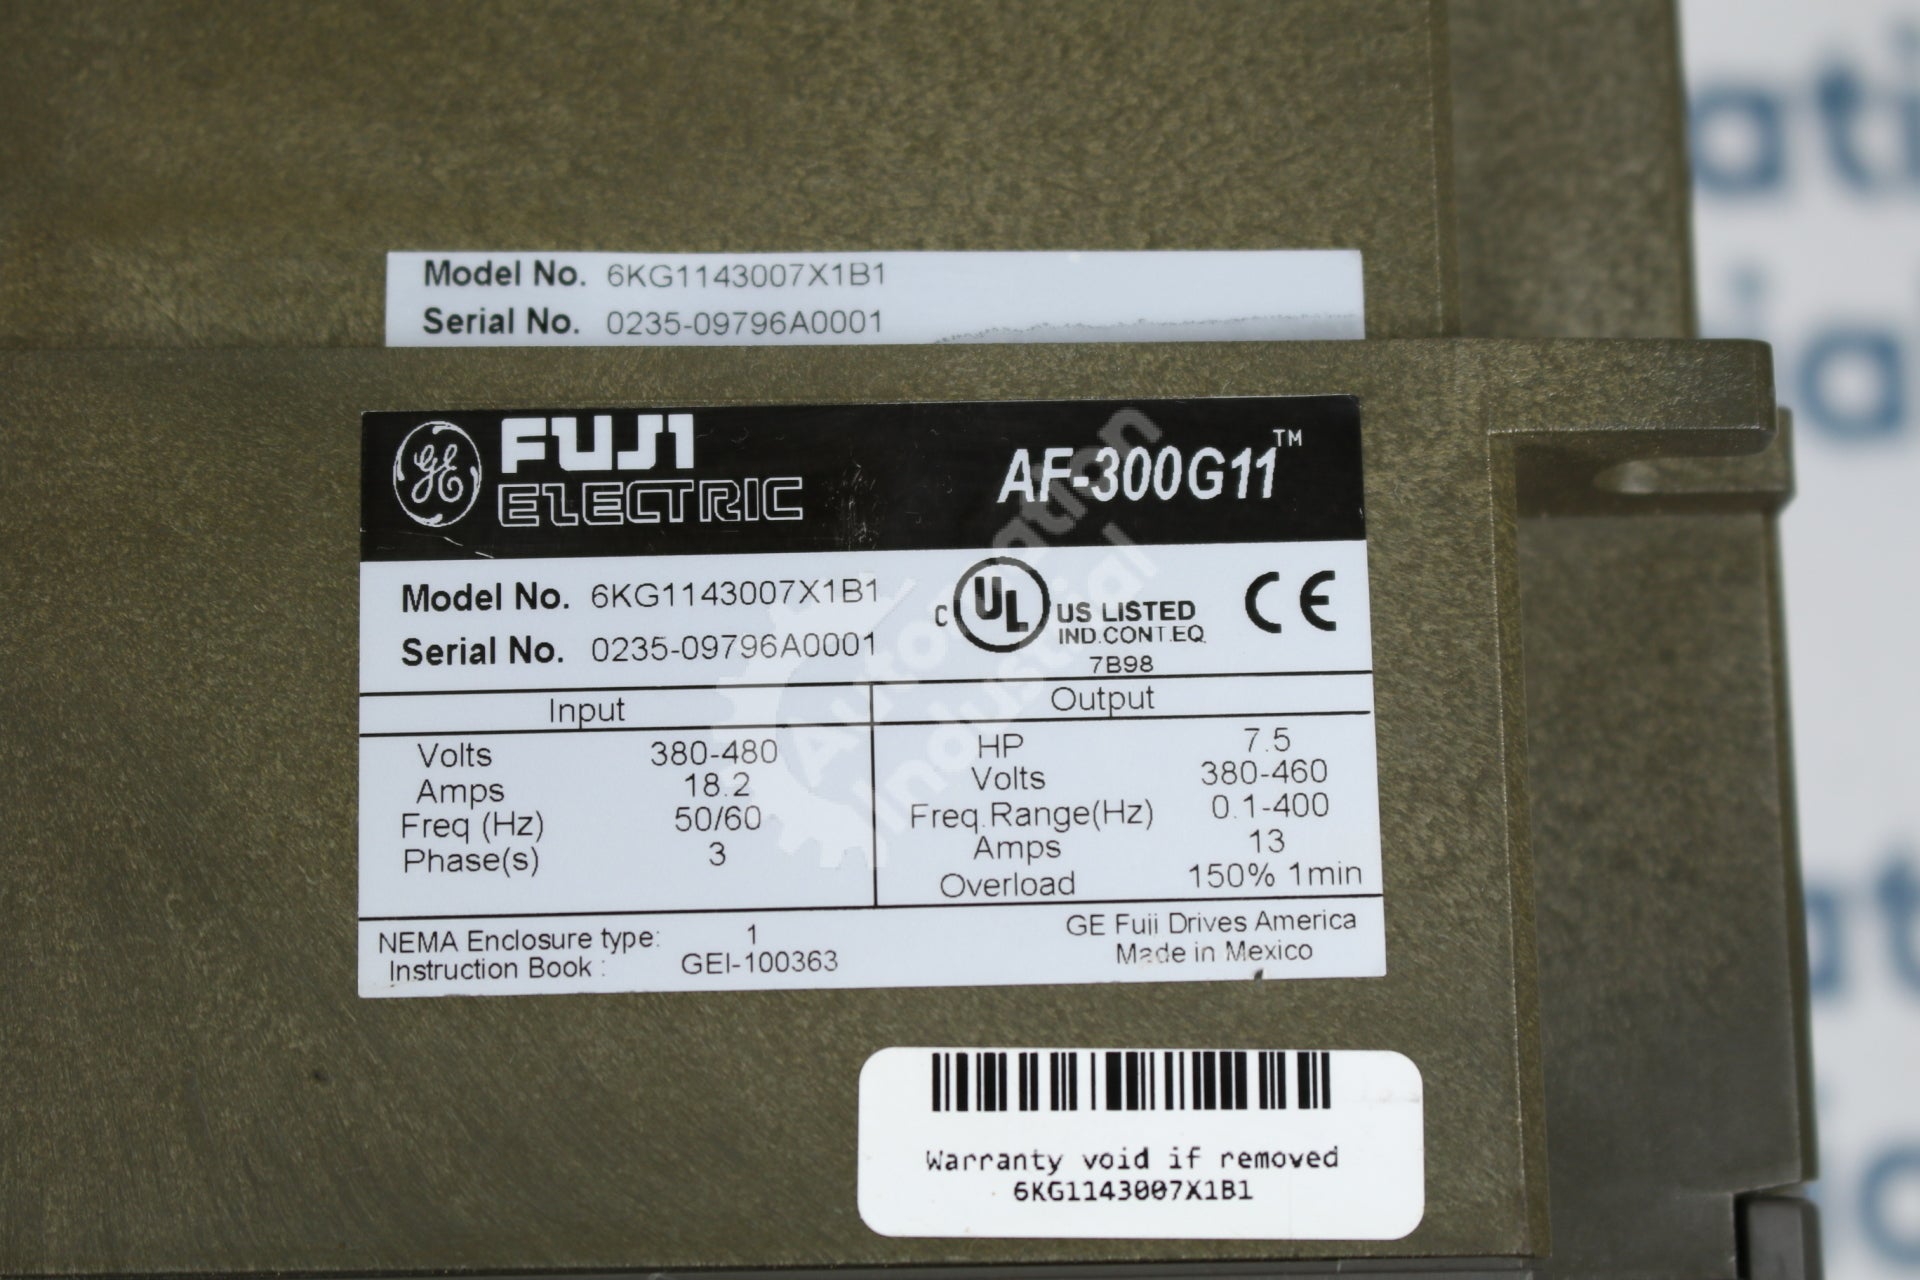 Model No. 6KG1143007X1B1
Serial No. 0235-09796A0001
GE FUJI ELECTRIC AF-300G11™
Model No. 6KG1143007X1B1
Serial No. 0235-09796A0001
C UL US LISTED CE
IND.CONT.EQ
7B98
Input Output
Volts 380-480
Amps 18.2
Freq (Hz) 50/60
Phase(s) 3
HP 7.5
Volts 380-460
Freq.Range(Hz) 0.1-400
Amps 13
Overload 150% 1min
NEMA Enclosure type: 1
Instruction Book : GEI-100363
GE Fuji Drives America
Made in Mexico
Automation
Industrial
Warranty void if removed
6KG1143007X1B1